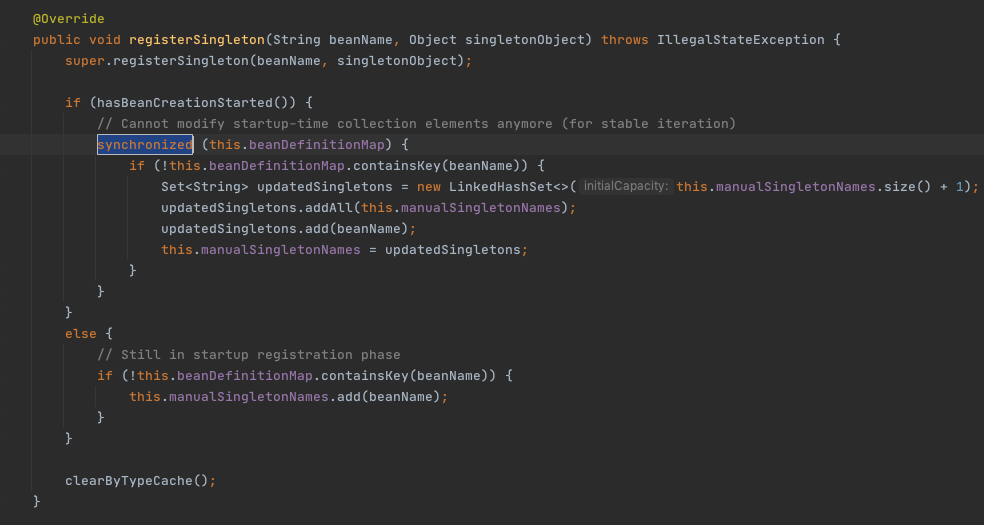 @Override
public void registerSingleton(String beanName, Object singletonObject) throws IllegalStateException {
    super.registerSingleton(beanName, singletonObject);

    if (hasBeanCreationStarted()) {
        // Cannot modify startup-time collection elements anymore (for stable iteration)
        synchronized (this.beanDefinitionMap) {
            if (!this.beanDefinitionMap.containsKey(beanName)) {
                Set<String> updatedSingletons = new LinkedHashSet<>( initialCapacity: this.manualSingletonNames.size() + 1);
                updatedSingletons.addAll(this.manualSingletonNames);
                updatedSingletons.add(beanName);
                this.manualSingletonNames = updatedSingletons;
            }
        }
    }
    else {
        // Still in startup registration phase
        if (!this.beanDefinitionMap.containsKey(beanName)) {
            this.manualSingletonNames.add(beanName);
        }
    }

    clearByTypeCache();
}